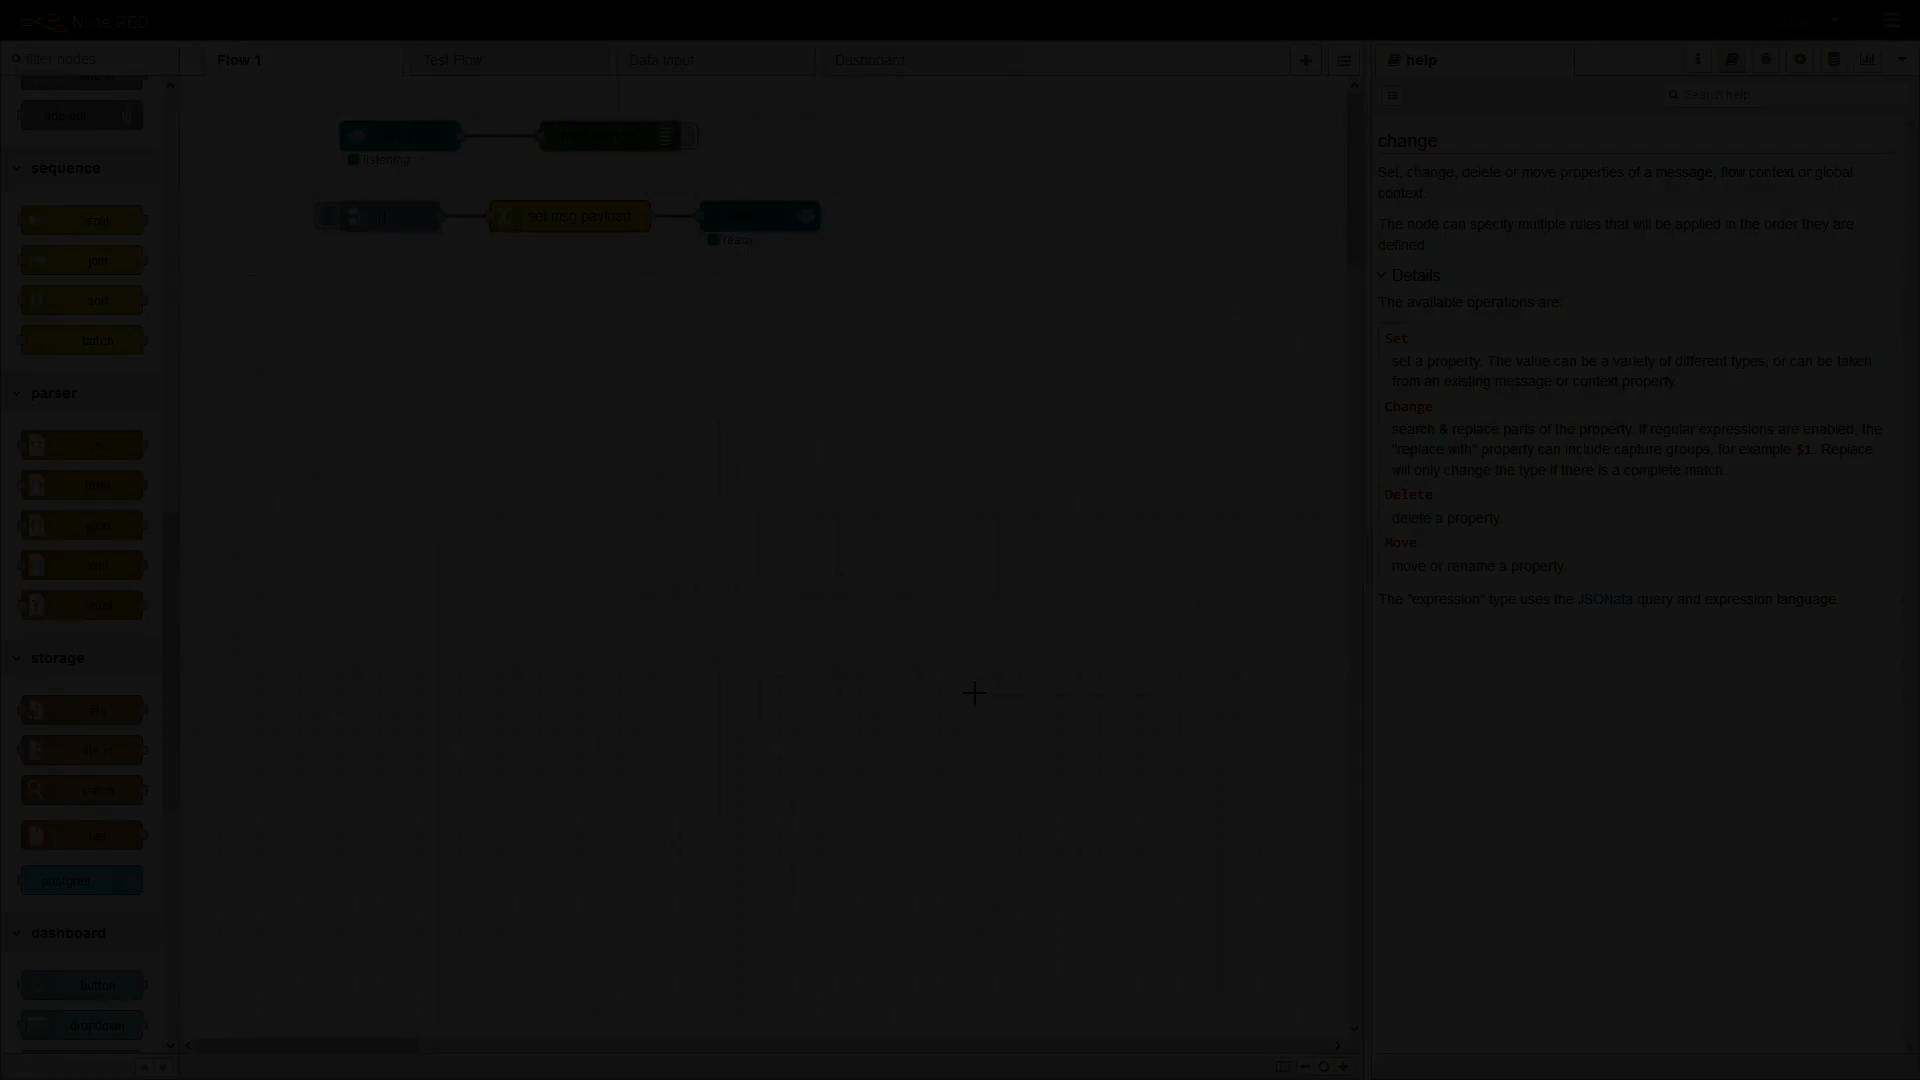 Node-RED
filter nodes
Flow 1
Test Flow
Data Input
Dashboard
help
Search help
sequence
split
join
sort
batch
parser
storage
file in
watch
tail
postgres
dashboard
button
dropdown
listening
set msg.payload
ready
change
Set, change, delete or move properties of a message, flow context or global
context.
The node can specify multiple rules that will be applied in the order they are
defined.
Details
The available operations are:
Set
set a property. The value can be a variety of different types, or can be taken
from an existing message or context property.
Change
search & replace parts of the property. If regular expressions are enabled, the
"replace with" property can include capture groups, for example $1. Replace
will only change the type if there is a complete match.
Delete
delete a property.
Move
move or rename a property.
The "expression" type uses the JSONata query and expression language.